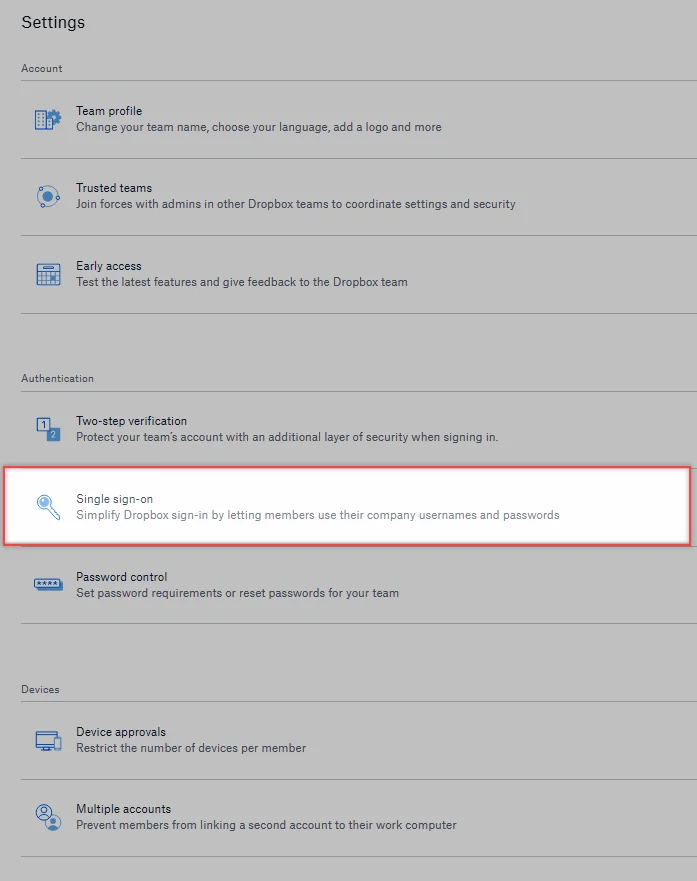 Settings
Account
Team profile
Change your team name, choose your language, add a logo and more
Trusted teams
Join forces with admins in other Dropbox teams to coordinate settings and security
Early access
Test the latest features and give feedback to the Dropbox team
Authentication
1
2
Two-step verification
Protect your team's account with an additional layer of security when signing in.
Single sign-on
Simplify Dropbox sign-in by letting members use their company usernames and passwords
****
Password control
Set password requirements or reset passwords for your team
Devices
Device approvals
Restrict the number of devices per member
Multiple accounts
Prevent members from linking a second account to their work computer